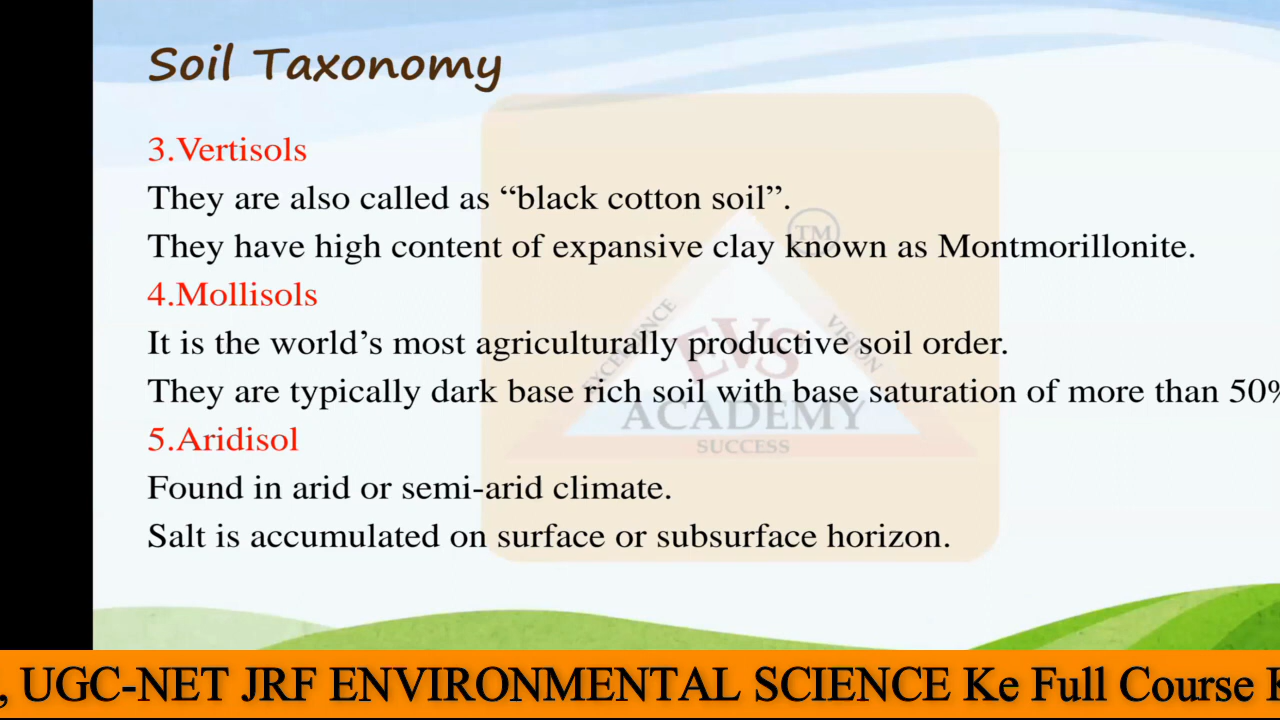 Soil Taxonomy
3.Vertisols
They are also called as “black cotton soil”.
They have high content of expansive clay known as Montmorillonite.
4.Mollisols
It is the world’s most agriculturally productive soil order.
They are typically dark base rich soil with base saturation of more than 50%
5.Aridisol
Found in arid or semi-arid climate.
Salt is accumulated on surface or subsurface horizon.
TM
EXCELLENCE
VISION
EVS
ACADEMY
SUCCESS
, UGC-NET JRF ENVIRONMENTAL SCIENCE Ke Full Course